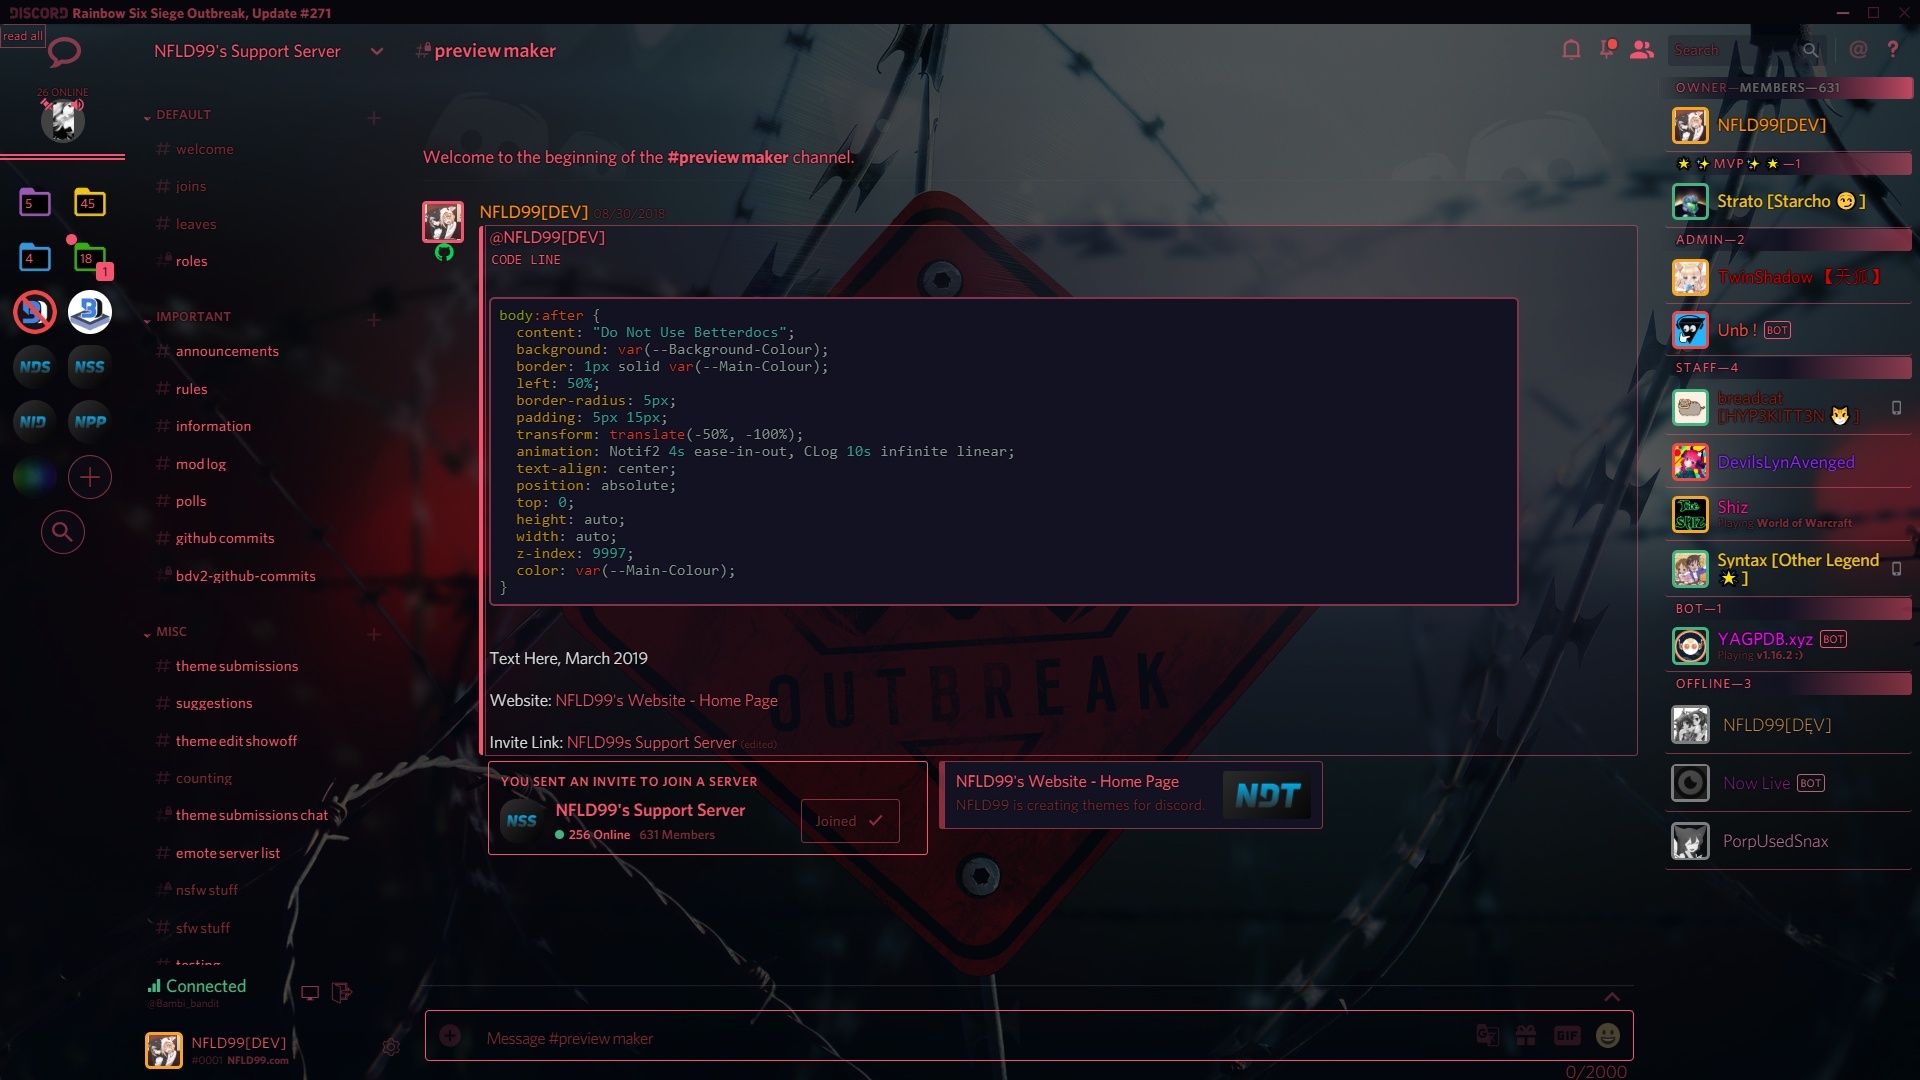 DISCORD Rainbow Six Siege Outbreak, Update #271
read all
NFLD99's Support Server
#preview maker
Search
@ ?
26 ONLINE
5
45
4
18
1
NDS
NSS
NID
NPP
DEFAULT
# welcome
# joins
# leaves
# roles
IMPORTANT
# announcements
# rules
# information
# mod log
# polls
# github commits
# bdv2-github-commits
MISC
# theme submissions
# suggestions
# theme edit showoff
# counting
# theme submissions chat
# emote server list
# nsfw stuff
# sfw stuff
# testing
Connected
@Bambi_bandit
NFLD99[DEV]
#0001 NFLD99.com
Welcome to the beginning of the #preview maker channel.
NFLD99[DEV] 08/30/2018
@NFLD99[DEV]
CODE LINE
body:after {
content: "Do Not Use Betterdocs";
background: var(--Background-Colour);
border: 1px solid var(--Main-Colour);
left: 50%;
border-radius: 5px;
padding: 5px 15px;
transform: translate(-50%, -100%);
animation: Notif2 4s ease-in-out, CLog 10s infinite linear;
text-align: center;
position: absolute;
top: 0;
height: auto;
width: auto;
z-index: 9997;
color: var(--Main-Colour);
}
Text Here, March 2019
Website: NFLD99's Website - Home Page
Invite Link: NFLD99s Support Server (edited)
OUTBREAK
YOU SENT AN INVITE TO JOIN A SERVER
NSS
NFLD99's Support Server
256 Online 631 Members
Joined
NFLD99's Website - Home Page
NFLD99 is creating themes for discord.
NDT
Message #preview maker
GIF
0/2000
OWNER—MEMBERS—631
NFLD99[DEV]
🌟✨MVP✨🌟—1
Strato [Starcho 😏]
ADMIN—2
TwinShadow 【天狐】
Unb ! BOT
STAFF—4
breadcat
[HYP3KITT3N 🐱]
DevilsLynAvenged
Shiz
Playing World of Warcraft
Syntax [Other Legend
🌟]
BOT—1
YAGPDB.xyz BOT
Playing v1.16.2 :)
OFFLINE—3
NFLD99[DEV]
Now Live BOT
PorpUsedSnax